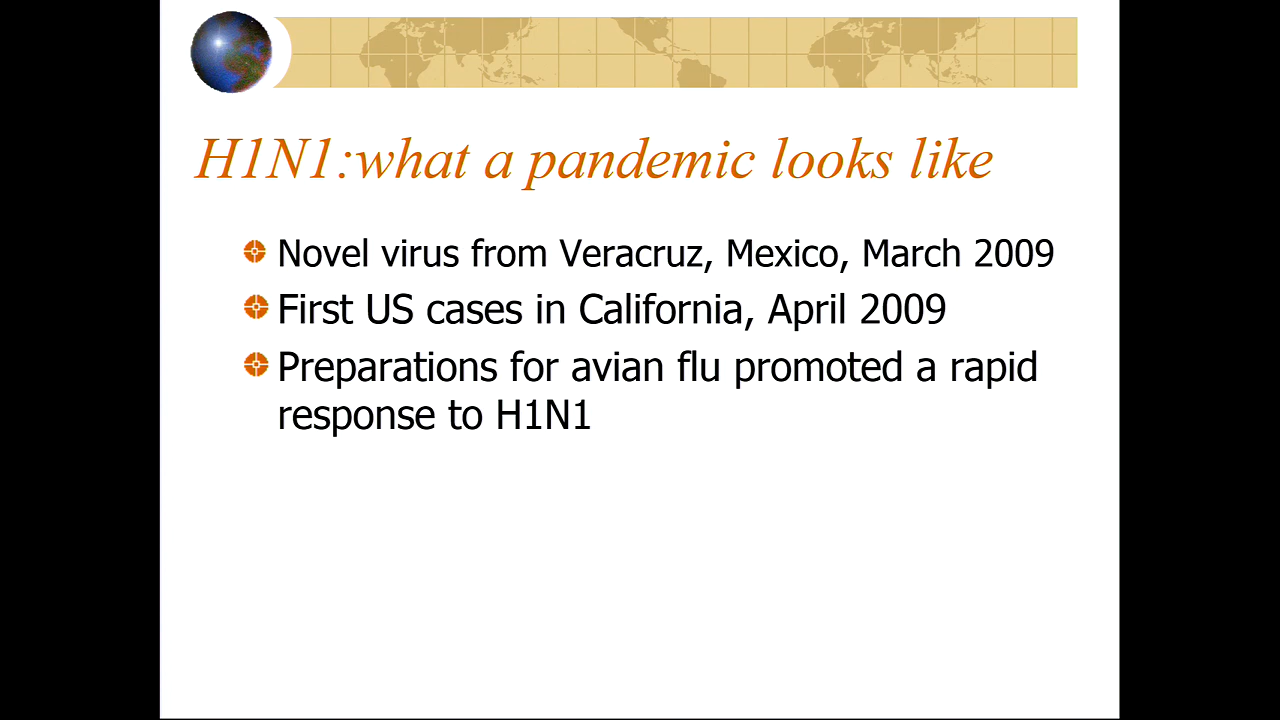 H1N1:what a pandemic looks like
Novel virus from Veracruz, Mexico, March 2009
First US cases in California, April 2009
Preparations for avian flu promoted a rapid
response to H1N1